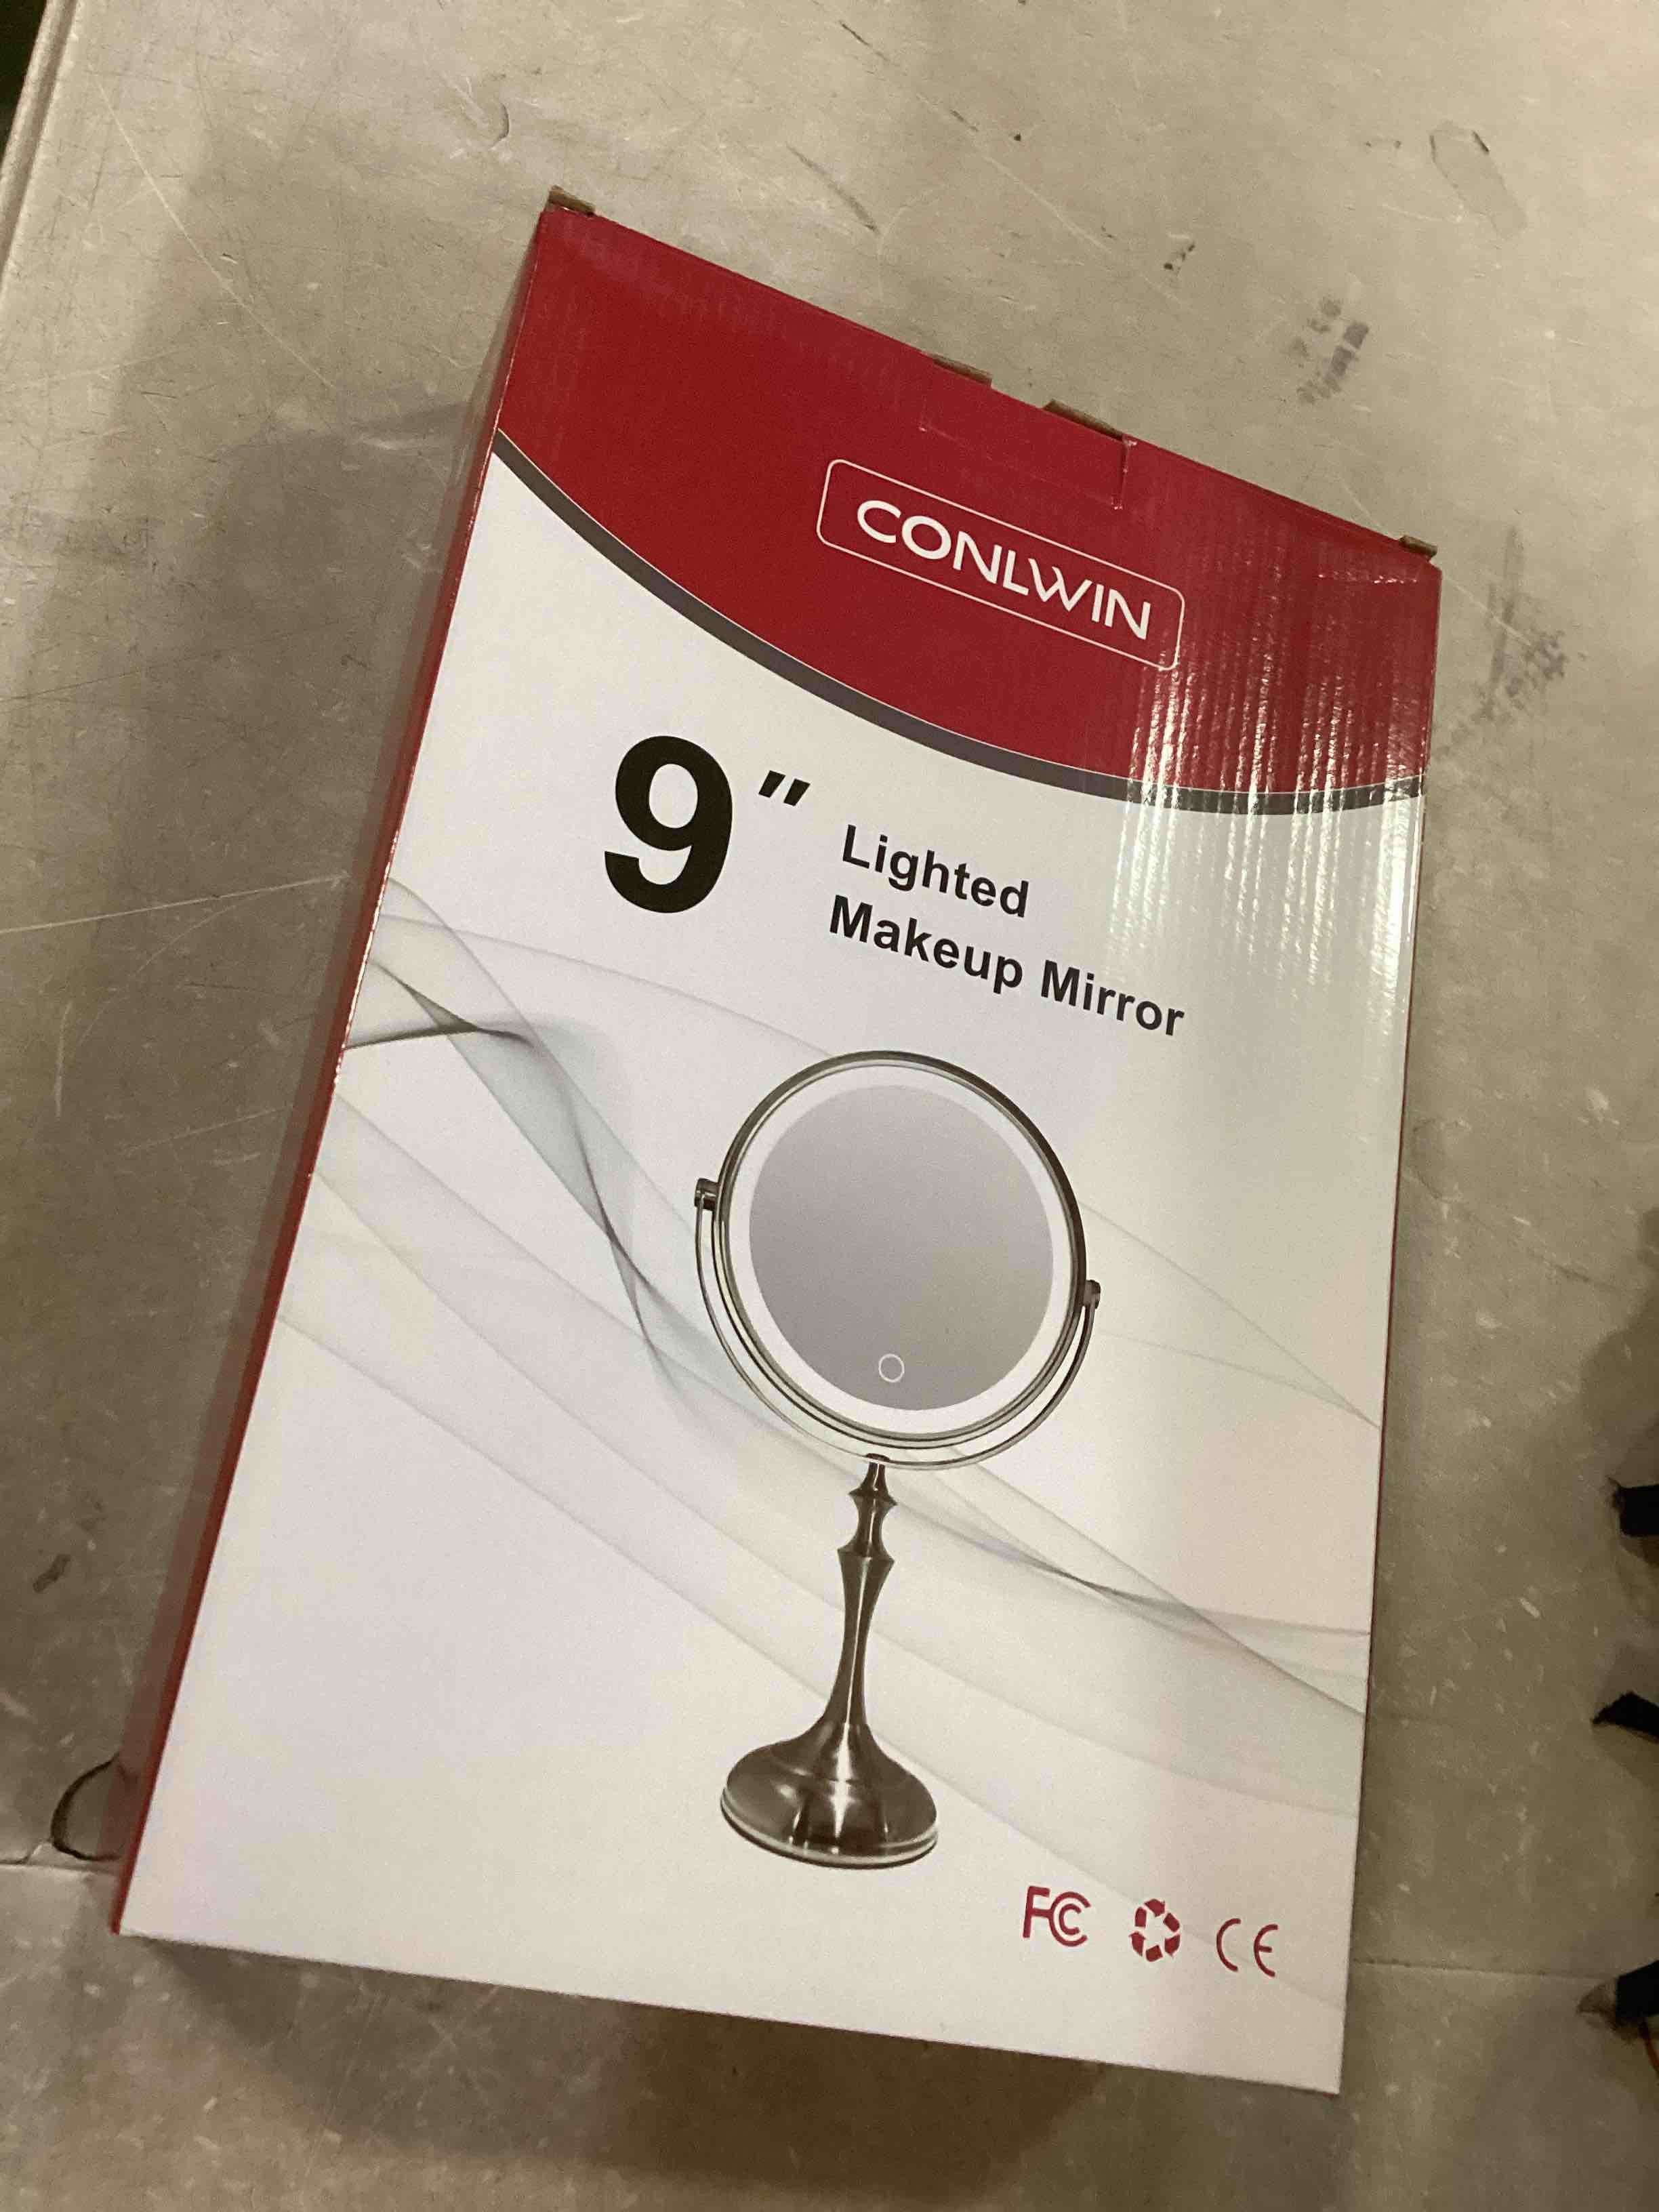 CONLWIN
9" Lighted
Makeup Mirror
FC CE